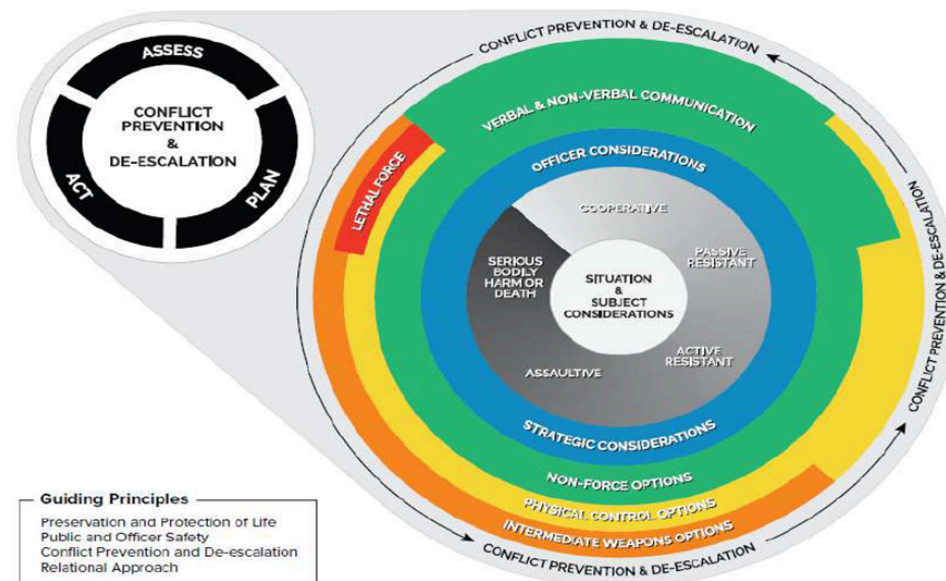 ASSESS
CONFLICT
PREVENTION
&
DE-ESCALATION
ACT
PLAN
CONFLICT PREVENTION & DE-ESCALATION
VERBAL & NON-VERBAL COMMUNICATION
OFFICER CONSIDERATIONS
LETHAL FORCE
COOPERATIVE
PASSIVE
RESISTANT
SERIOUS
BODILY
HARM OR
DEATH
SITUATION
&
SUBJECT
CONSIDERATIONS
ACTIVE
RESISTANT
ASSAULTIVE
CONFLICT PREVENTION & DE-ESCALATION
STRATEGIC CONSIDERATIONS
NON-FORCE OPTIONS
PHYSICAL CONTROL OPTIONS
INTERMEDIATE WEAPONS OPTIONS
CONFLICT PREVENTION & DE-ESCALATION
Guiding Principles
Preservation and Protection of Life
Public and Officer Safety
Conflict Prevention and De-escalation
Relational Approach